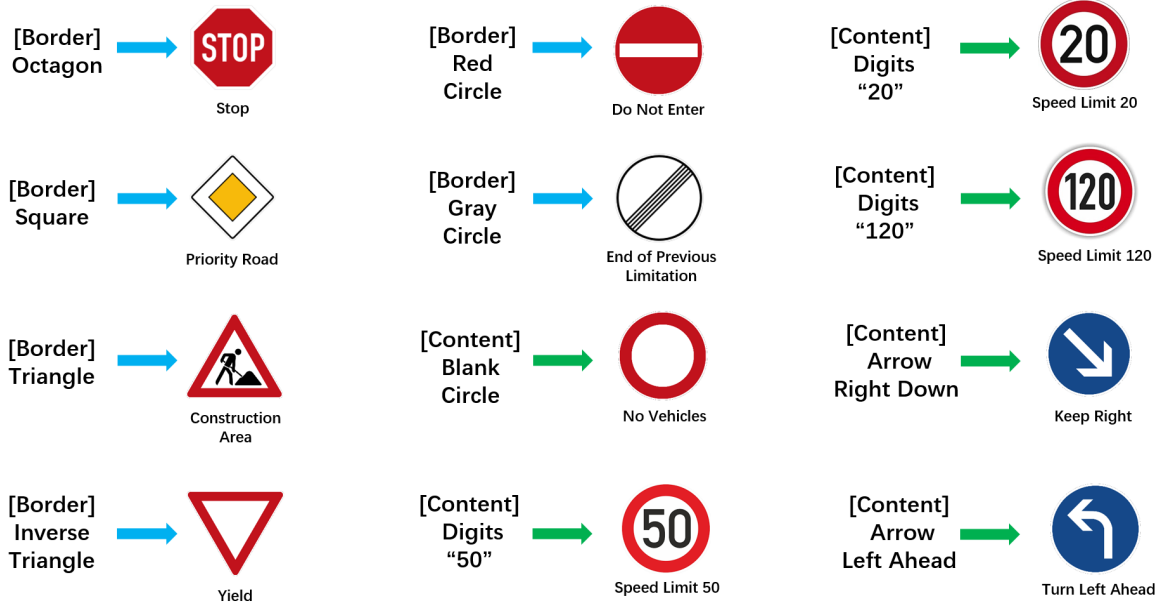 [Border]
Octagon
STOP
Stop
[Border]
Red
Circle
Do Not Enter
[Content]
Digits
“20”
20
Speed Limit 20
[Border]
Square
Priority Road
[Border]
Gray
Circle
End of Previous
Limitation
[Content]
Digits
“120”
120
Speed Limit 120
[Border]
Triangle
Construction
Area
[Content]
Blank
Circle
No Vehicles
[Content]
Arrow
Right Down
Keep Right
[Border]
Inverse
Triangle
Yield
[Content]
Digits
“50”
50
Speed Limit 50
[Content]
Arrow
Left Ahead
Turn Left Ahead